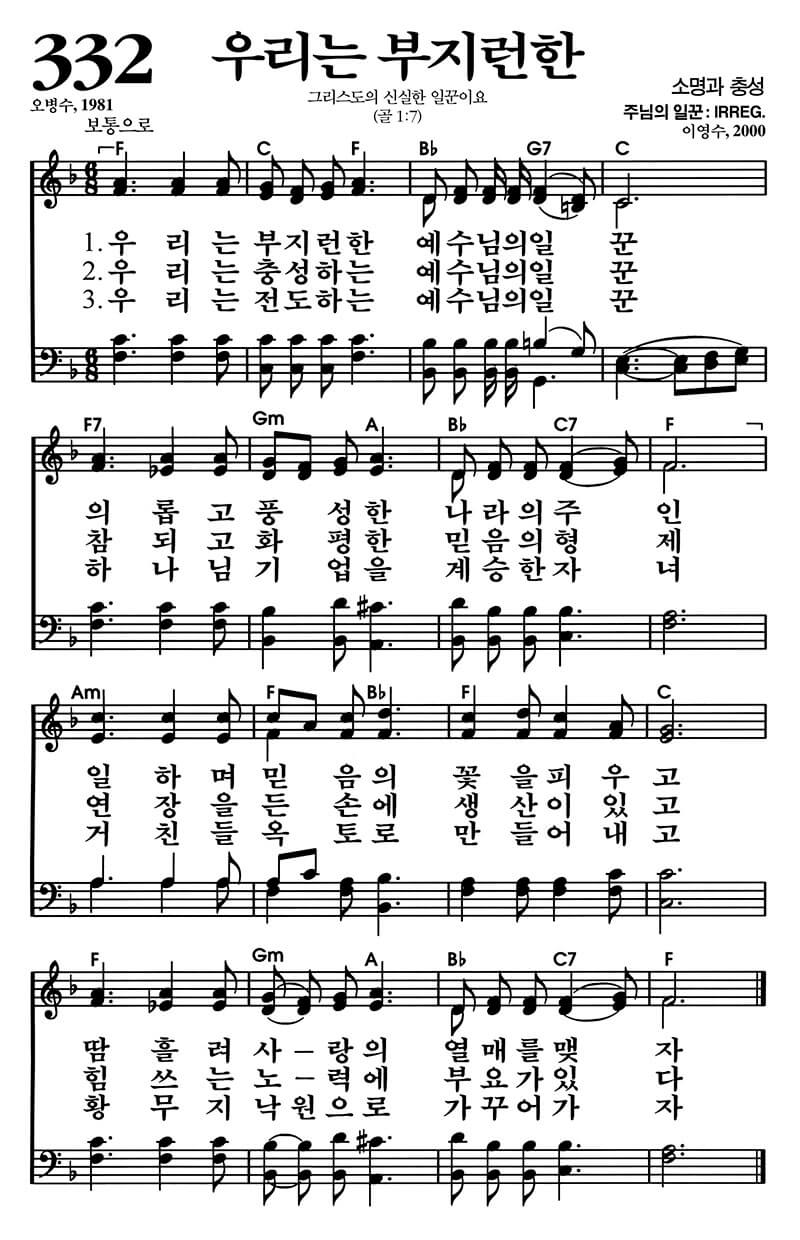 332 우리는 부지런한
소명과 충성
오병수, 1981
그리스도의 신실한 일꾼이요
주님의 일꾼 : IRREG.
보통으로
(골 1:7)
이영수, 2000
F C F B♭ G7 C
1. 우 리 는 부지런한 예수님의일 꾼
2. 우 리 는 충성하는 예수님의일 꾼
3. 우 리 는 전도하는 예수님의일 꾼
F7 Gm A B♭ C7 F
의 롭 고 풍 성한 나라의주 인
참 되 고 화 평한 믿음의형 제
하 나 님 기 업을 계승한자 녀
Am F B♭ F C
일 하 며 믿 음의 꽃 을피 우 고
연 장 을 든 손에 생 산이 있 고
거 친 들 옥 토로 만 들어 내 고
F Gm A B♭ C7 F
땀 흘 려 사 – 랑의 열매를맺 자
힘 쓰 는 노 – 력에 부요가있 다
황 무 지 낙원으로 가꾸어가 자